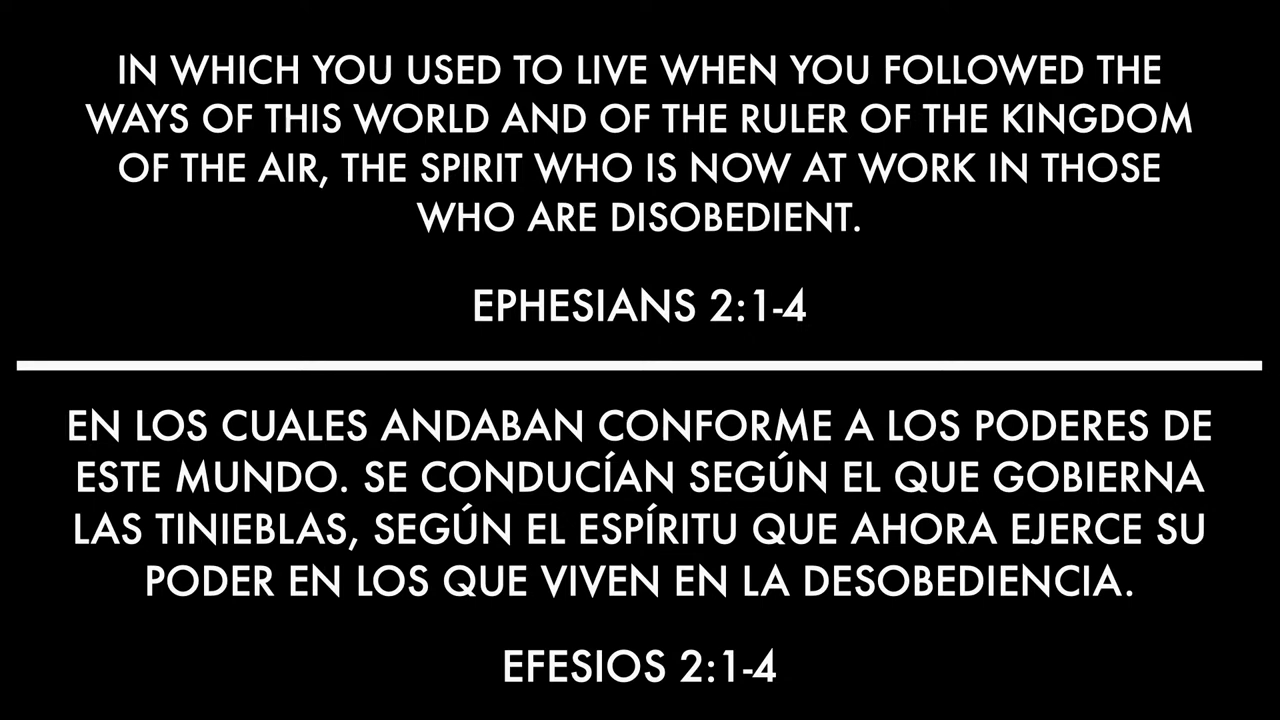 IN WHICH YOU USED TO LIVE WHEN YOU FOLLOWED THE
WAYS OF THIS WORLD AND OF THE RULER OF THE KINGDOM
OF THE AIR, THE SPIRIT WHO IS NOW AT WORK IN THOSE
WHO ARE DISOBEDIENT.
EPHESIANS 2:1-4
EN LOS CUALES ANDABAN CONFORME A LOS PODERES DE
ESTE MUNDO. SE CONDUCÍAN SEGÚN EL QUE GOBIERNA
LAS TINIEBLAS, SEGÚN EL ESPÍRITU QUE AHORA EJERCE SU
PODER EN LOS QUE VIVEN EN LA DESOBEDIENCIA.
EFESIOS 2:1-4